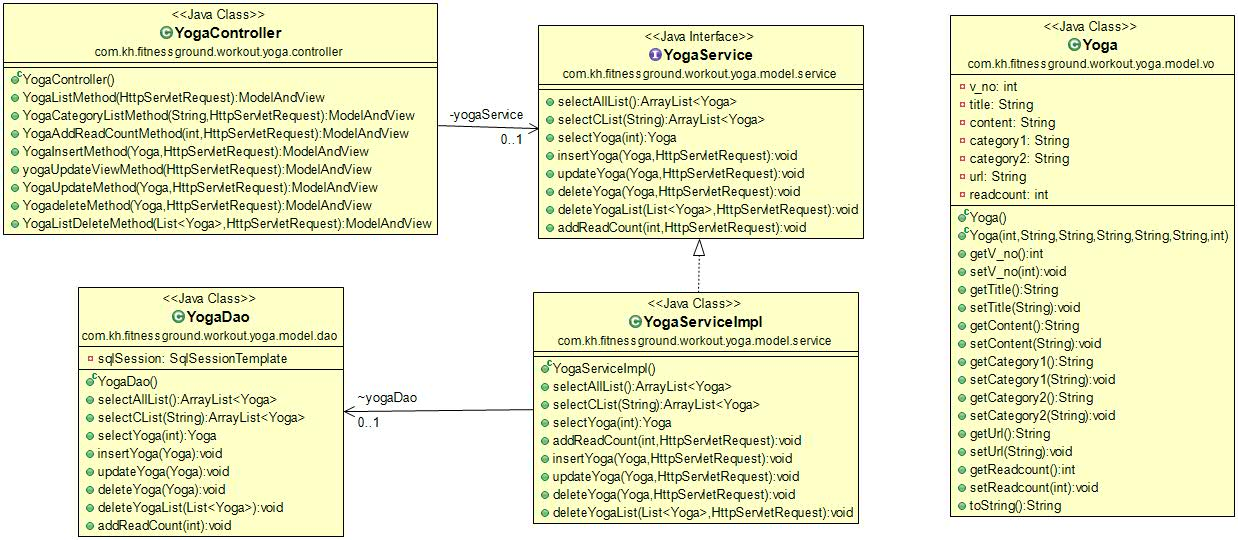 <<Java Class>>
YogaController
com.kh.fitnessground.workout.yoga.controller
YogaController()
YogaListMethod(HttpServletRequest):ModelAndView
YogaCategoryListMethod(String,HttpServletRequest):ModelAndView
YogaAddReadCountMethod(int,HttpServletRequest):ModelAndView
YogaInsertMethod(Yoga,HttpServletRequest):ModelAndView
yogaUpdateViewMethod(HttpServletRequest):ModelAndView
YogaUpdateMethod(Yoga,HttpServletRequest):ModelAndView
YogadeleteMethod(Yoga,HttpServletRequest):ModelAndView
YogaListDeleteMethod(List<Yoga>,HttpServletRequest):ModelAndView
-yogaService
0..1
<<Java Interface>>
YogaService
com.kh.fitnessground.workout.yoga.model.service
selectAllList():ArrayList<Yoga>
selectCList(String):ArrayList<Yoga>
selectYoga(int):Yoga
insertYoga(Yoga,HttpServletRequest):void
updateYoga(Yoga,HttpServletRequest):void
deleteYoga(Yoga,HttpServletRequest):void
deleteYogaList(List<Yoga>,HttpServletRequest):void
addReadCount(int,HttpServletRequest):void
<<Java Class>>
Yoga
com.kh.fitnessground.workout.yoga.model.vo
v_no: int
title: String
content: String
category1: String
category2: String
url: String
readcount: int
Yoga()
Yoga(int,String,String,String,String,String,int)
getV_no():int
setV_no(int):void
getTitle():String
setTitle(String):void
getContent():String
setContent(String):void
getCategory1():String
setCategory1(String):void
getCategory2():String
setCategory2(String):void
getUrl():String
setUrl(String):void
getReadcount():int
setReadcount(int):void
toString():String
<<Java Class>>
YogaDao
com.kh.fitnessground.workout.yoga.model.dao
sqlSession: SqlSessionTemplate
YogaDao()
selectAllList():ArrayList<Yoga>
selectCList(String):ArrayList<Yoga>
selectYoga(int):Yoga
insertYoga(Yoga):void
updateYoga(Yoga):void
deleteYoga(Yoga):void
deleteYogaList(List<Yoga>):void
addReadCount(int):void
~yogaDao
0..1
<<Java Class>>
YogaServiceImpl
com.kh.fitnessground.workout.yoga.model.service
YogaServiceImpl()
selectAllList():ArrayList<Yoga>
selectCList(String):ArrayList<Yoga>
selectYoga(int):Yoga
addReadCount(int,HttpServletRequest):void
insertYoga(Yoga,HttpServletRequest):void
updateYoga(Yoga,HttpServletRequest):void
deleteYoga(Yoga,HttpServletRequest):void
deleteYogaList(List<Yoga>,HttpServletRequest):void